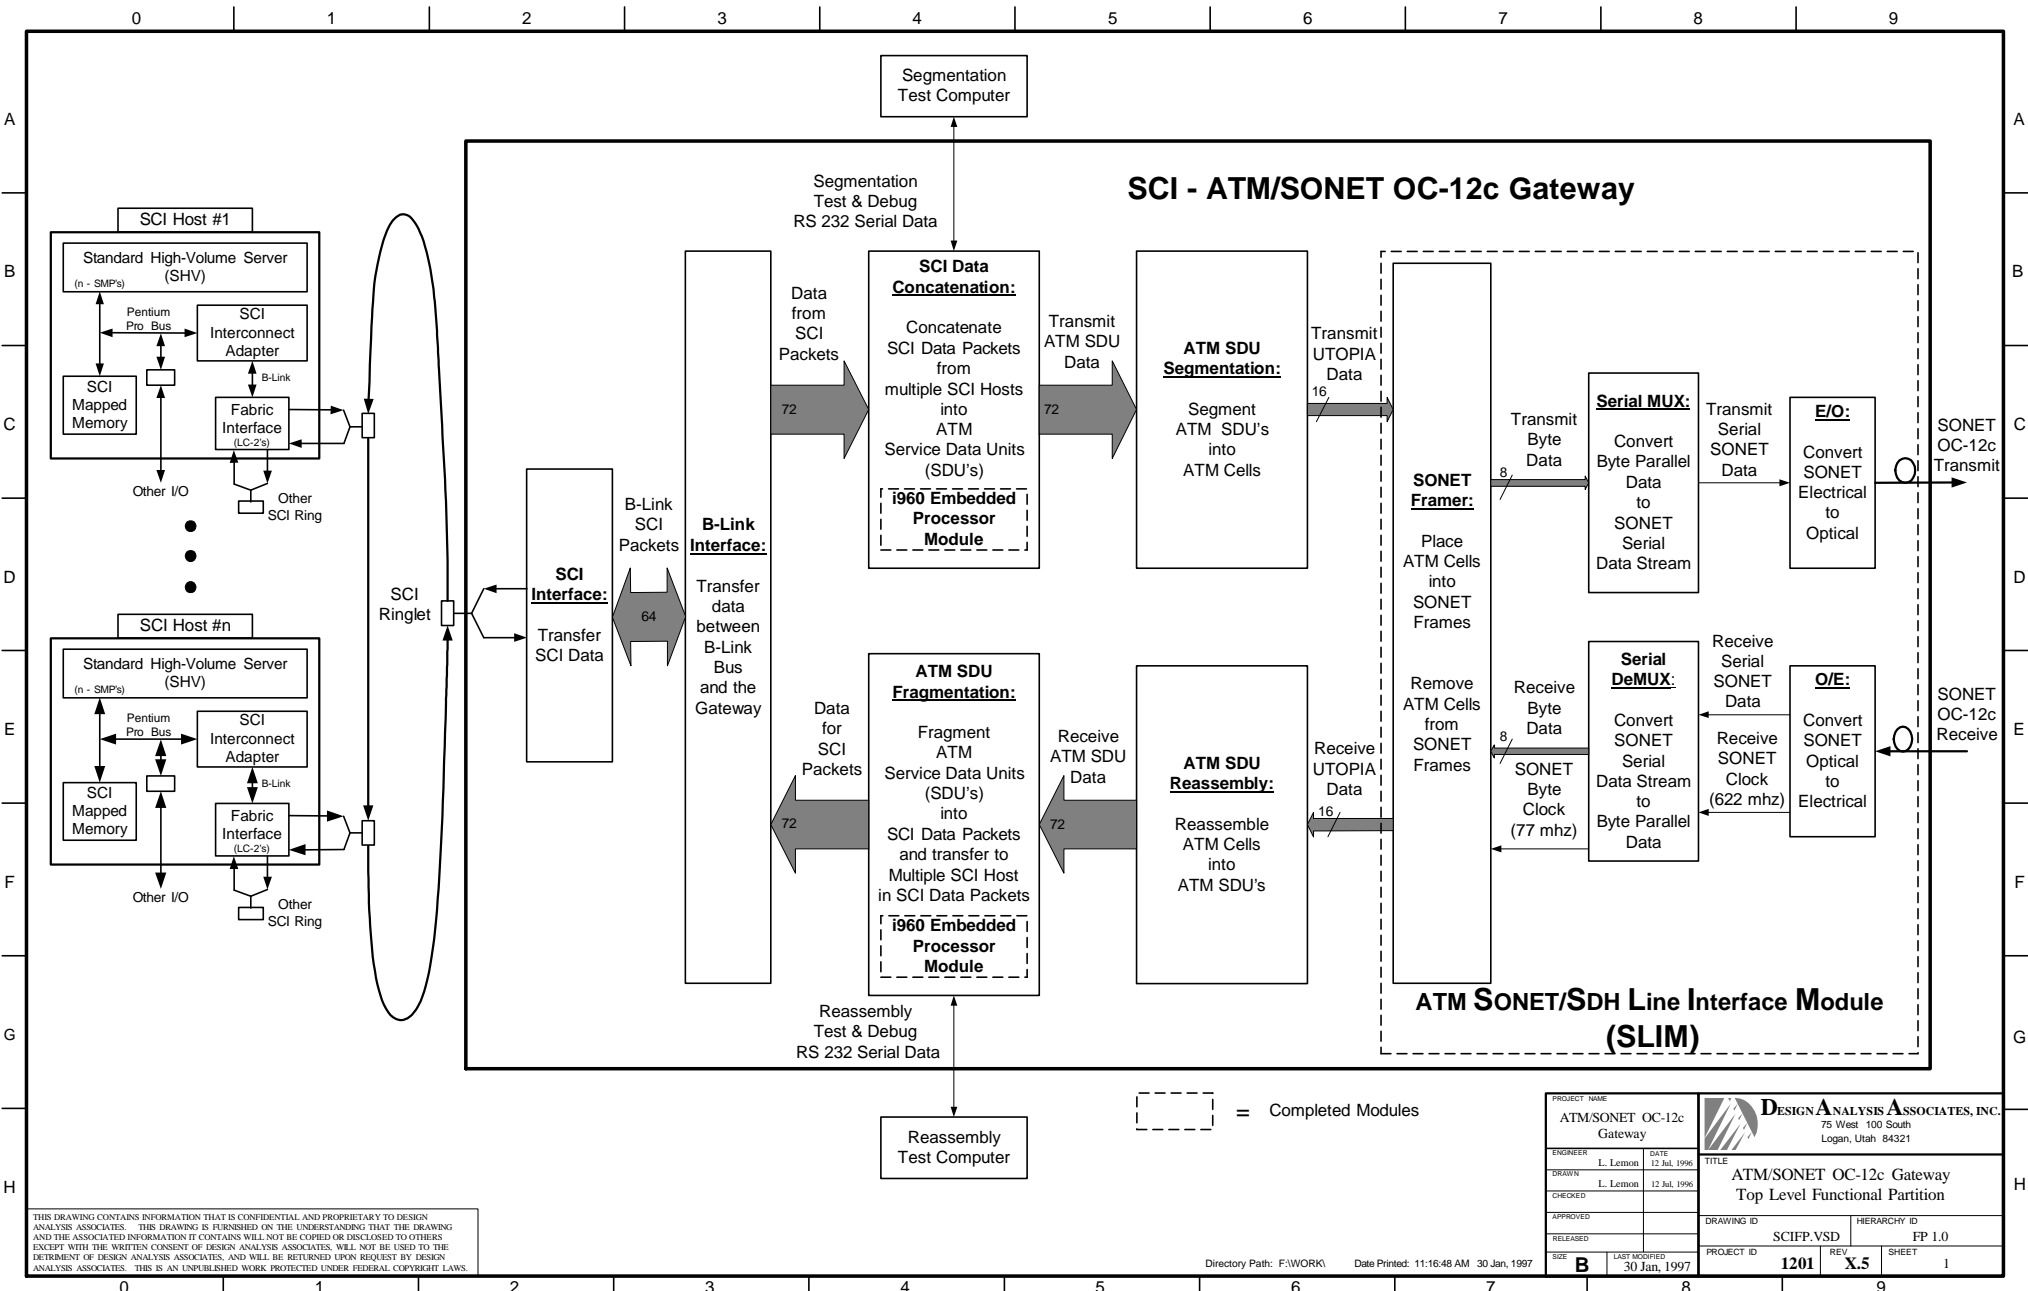 0 1 2 3 4 5 6 7 8 9
A
B
C
D
E
F
G
H
Segmentation
Test Computer
Segmentation
Test & Debug
RS 232 Serial Data
SCI - ATM/SONET OC-12c Gateway
SCI Host #1
Standard High-Volume Server
(SHV)
(n - SMP's)
Pentium
Pro Bus
SCI
Interconnect
Adapter
B-Link
SCI
Mapped
Memory
Fabric
Interface
(LC-2's)
Other I/O
Other
SCI Ring
SCI Host #n
Standard High-Volume Server
(SHV)
(n - SMP's)
Pentium
Pro Bus
SCI
Interconnect
Adapter
B-Link
SCI
Mapped
Memory
Fabric
Interface
(LC-2's)
Other I/O
Other
SCI Ring
SCI
Ringlet
SCI
Interface:
Transfer
SCI Data
B-Link
SCI
Packets
64
B-Link
Interface:
Transfer
data
between
B-Link
Bus
and the
Gateway
Data
from
SCI
Packets
72
SCI Data
Concatenation:
Concatenate
SCI Data Packets
from
multiple SCI Hosts
into
ATM
Service Data Units
(SDU's)
i960 Embedded
Processor
Module
Transmit
ATM SDU
Data
72
ATM SDU
Segmentation:
Segment
ATM SDU's
into
ATM Cells
Transmit
UTOPIA
Data
16
SONET
Framer:
Place
ATM Cells
into
SONET
Frames
Remove
ATM Cells
from
SONET
Frames
Transmit
Byte
Data
8
Serial MUX:
Convert
Byte Parallel
Data
to
SONET
Serial
Data Stream
Transmit
Serial
SONET
Data
E/O:
Convert
SONET
Electrical
to
Optical
SONET
OC-12c
Transmit
Data
for
SCI
Packets
72
ATM SDU
Fragmentation:
Fragment
ATM
Service Data Units
(SDU's)
into
SCI Data Packets
and transfer to
Multiple SCI Host
in SCI Data Packets
i960 Embedded
Processor
Module
Receive
ATM SDU
Data
72
ATM SDU
Reassembly:
Reassemble
ATM Cells
into
ATM SDU's
Receive
UTOPIA
Data
16
Receive
Byte
Data
8
SONET
Byte
Clock
(77 mhz)
Serial
DeMUX:
Convert
SONET
Serial
Data Stream
to
Byte Parallel
Data
Receive
Serial
SONET
Data
Receive
SONET
Clock
(622 mhz)
O/E:
Convert
SONET
Optical
to
Electrical
SONET
OC-12c
Receive
ATM SONET/SDH Line Interface Module
(SLIM)
Reassembly
Test & Debug
RS 232 Serial Data
Reassembly
Test Computer
= Completed Modules
PROJECT NAME
ATM/SONET OC-12c
Gateway
ENGINEER
L. Lemon
DATE
12 Jul, 1996
DRAWN
L. Lemon 12 Jul, 1996
CHECKED
APPROVED
RELEASED
SIZE
B
LAST MODIFIED
30 Jan, 1997
DESIGN ANALYSIS ASSOCIATES, INC.
75 West 100 South
Logan, Utah 84321
TITLE
ATM/SONET OC-12c Gateway
Top Level Functional Partition
DRAWING ID
SCIFP.VSD
HIERARCHY ID
FP 1.0
PROJECT ID
1201
REV
X.5
SHEET
1
THIS DRAWING CONTAINS INFORMATION THAT IS CONFIDENTIAL AND PROPRIETARY TO DESIGN
ANALYSIS ASSOCIATES. THIS DRAWING IS FURNISHED ON THE UNDERSTANDING THAT THE DRAWING
AND THE ASSOCIATED INFORMATION IT CONTAINS WILL NOT BE COPIED OR DISCLOSED TO OTHERS
EXCEPT WITH THE WRITTEN CONSENT OF DESIGN ANALYSIS ASSOCIATES, WILL NOT BE USED TO THE
DETRIMENT OF DESIGN ANALYSIS ASSOCIATES, AND WILL BE RETURNED UPON REQUEST BY DESIGN
ANALYSIS ASSOCIATES. THIS IS AN UNPUBLISHED WORK PROTECTED UNDER FEDERAL COPYRIGHT LAWS.
Directory Path: F:\WORK\ Date Printed: 11:16:48 AM 30 Jan, 1997
A
B
C
D
E
F
G
H
0 1 2 3 4 5 6 7 8 9